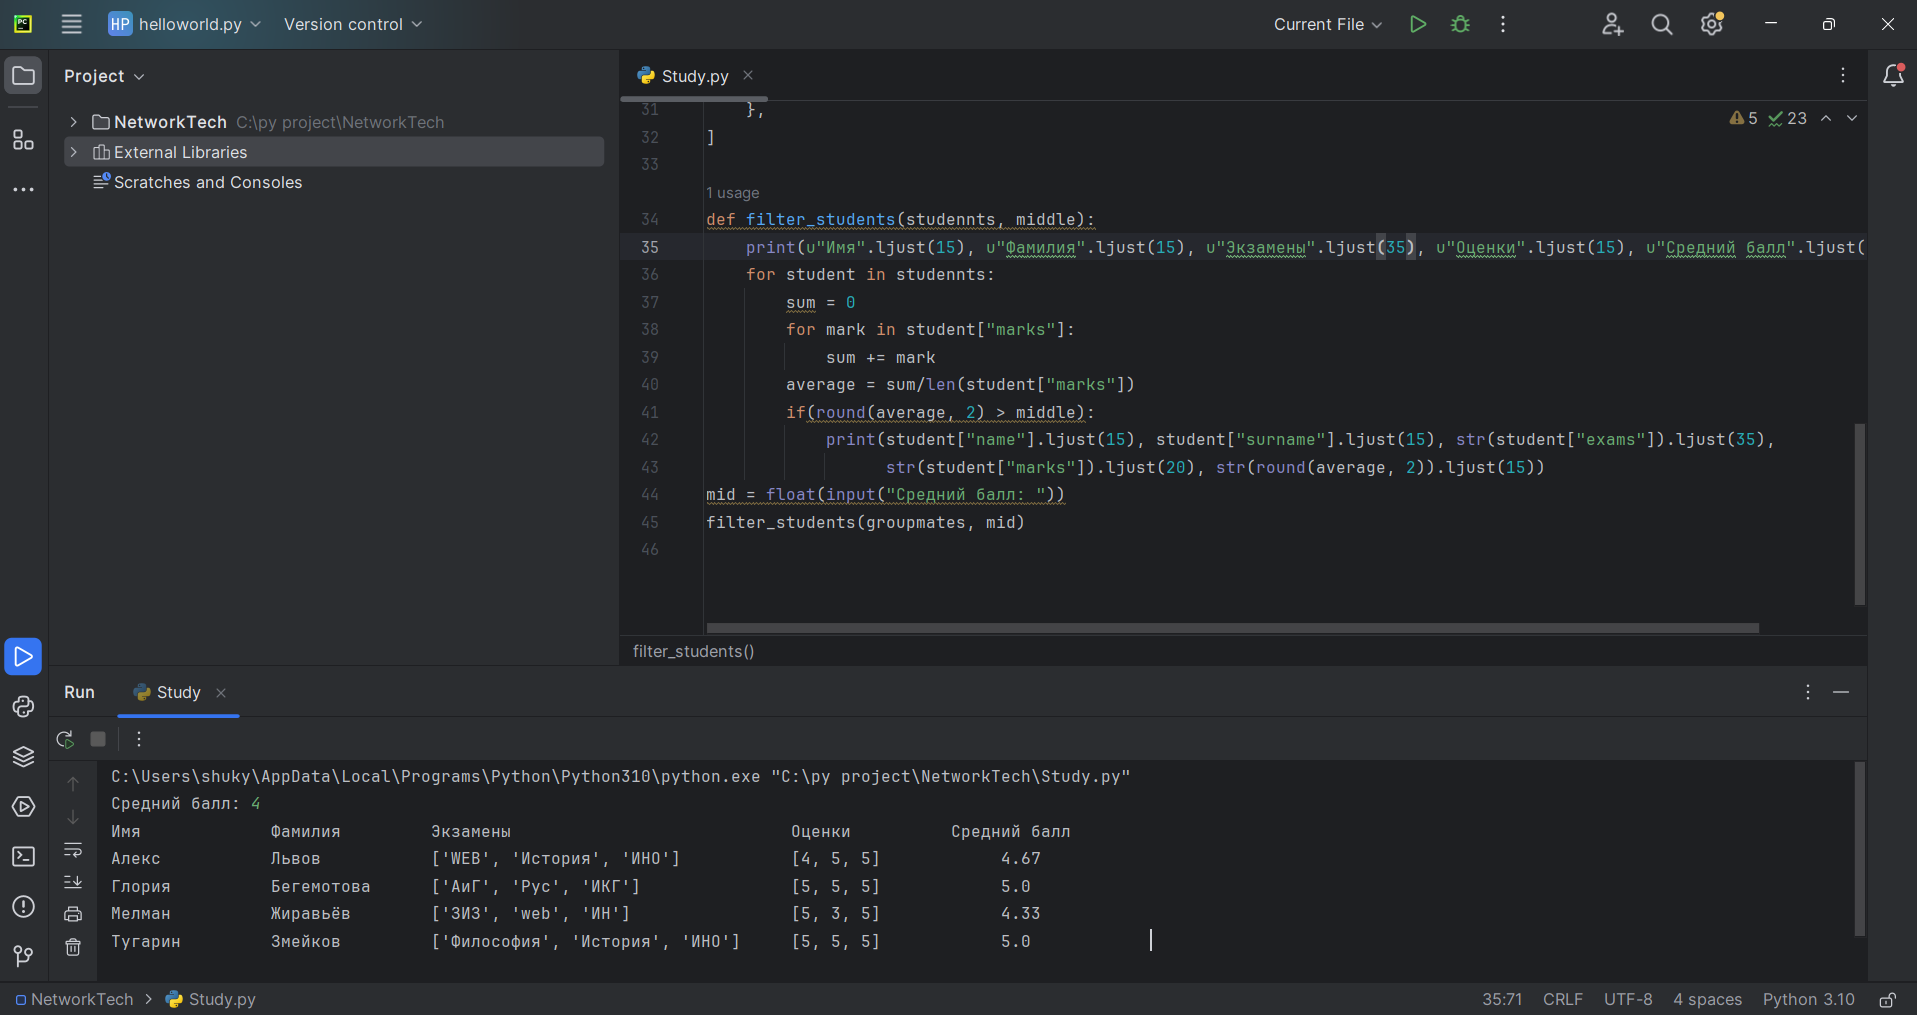 HP helloworld.py Version control Current File
Project
Study.py
NetworkTech C:\py project\NetworkTech
External Libraries
Scratches and Consoles
5 23
31 },
32 ]
33
1 usage
34 def filter_students(studennts, middle):
35 print(u"Имя".ljust(15), u"Фамилия".ljust(15), u"Экзамены".ljust(35), u"Оценки".ljust(15), u"Средний балл".ljust(
36 for student in studennts:
37 sum = 0
38 for mark in student["marks"]:
39 sum += mark
40 average = sum/len(student["marks"])
41 if(round(average, 2) > middle):
42 print(student["name"].ljust(15), student["surname"].ljust(15), str(student["exams"]).ljust(35),
43 str(student["marks"]).ljust(20), str(round(average, 2)).ljust(15))
44 mid = float(input("Средний балл: "))
45 filter_students(groupmates, mid)
46
filter_students()
Run Study
C:\Users\shuky\AppData\Local\Programs\Python\Python310\python.exe "C:\py project\NetworkTech\Study.py"
Средний балл: 4
Имя Фамилия Экзамены Оценки Средний балл
Алекс Львов ['WEB', 'История', 'ИНО'] [4, 5, 5] 4.67
Глория Бегемотова ['АиГ', 'Рус', 'ИКГ'] [5, 5, 5] 5.0
Мелман Жиравьёв ['ЗИЗ', 'web', 'ИН'] [5, 3, 5] 4.33
Тугарин Змейков ['Философия', 'История', 'ИНО'] [5, 5, 5] 5.0
NetworkTech Study.py 35:71 CRLF UTF-8 4 spaces Python 3.10